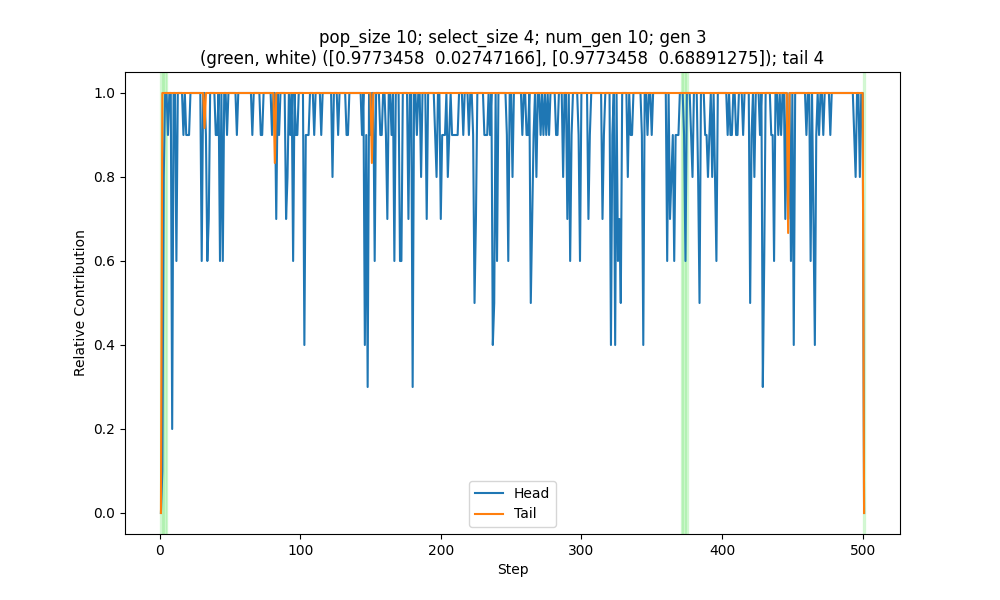 pop_size 10; select_size 4; num_gen 10; gen 3
(green, white) ([0.9773458  0.02747166], [0.9773458  0.68891275]); tail 4
1.0
0.8
0.6
0.4
0.2
0.0
Relative Contribution
Head
Tail
0
100
200
300
400
500
Step